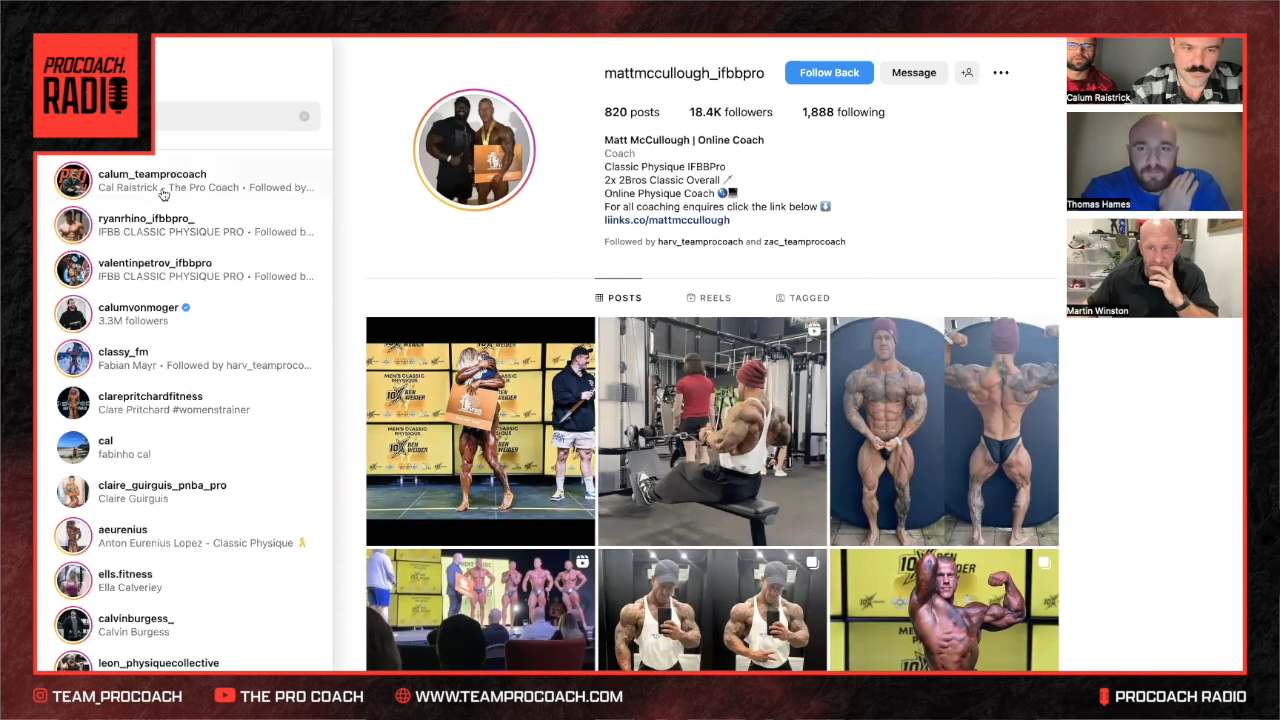 PROCOACH.
RADIO
calum_teamprocoach
Cal Raistrick - The Pro Coach • Followed by...
ryanrhino_ifbbpro_
IFBB CLASSIC PHYSIQUE PRO • Followed b...
valentinpetrov_ifbbpro
IFBB CLASSIC PHYSIQUE PRO • Followed b...
calumvonmoger
3.3M followers
classy_fm
Fabian Mayr • Followed by harv_teamproco...
clarepritchardfitness
Clare Pritchard #womenstrainer
cal
fabinho cal
claire_guirguis_pnba_pro
Claire Guirguis
aeurenius
Anton Eurenius Lopez - Classic Physique
ells.fitness
Ella Calveriey
calvinburgess_
Calvin Burgess
leon_physiquecollective
mattmccullough_ifbbpro
Follow Back
Message
820 posts
18.4K followers
1,888 following
Matt McCullough | Online Coach
Coach
Classic Physique IFBBPro
2x 2Bros Classic Overall
Online Physique Coach
For all coaching enquires click the link below
liinks.co/mattmccullough
Followed by harv_teamprocoach and zac_teamprocoach
POSTS
REELS
TAGGED
Calum Raistrick
Thomas Hames
Martin Winston
TEAM_PROCOACH
THE PRO COACH
WWW.TEAMPROCOACH.COM
PROCOACH RADIO